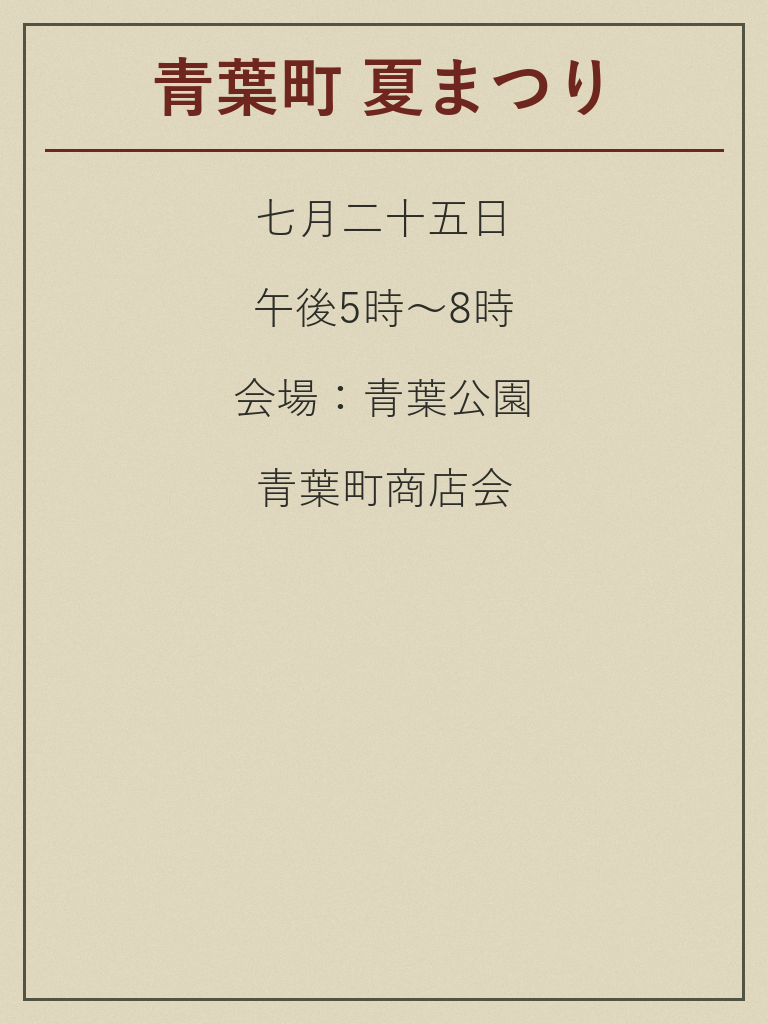 青葉町 夏まつり
七月二十五日
午後5時～8時
会場：青葉公園
青葉町商店会